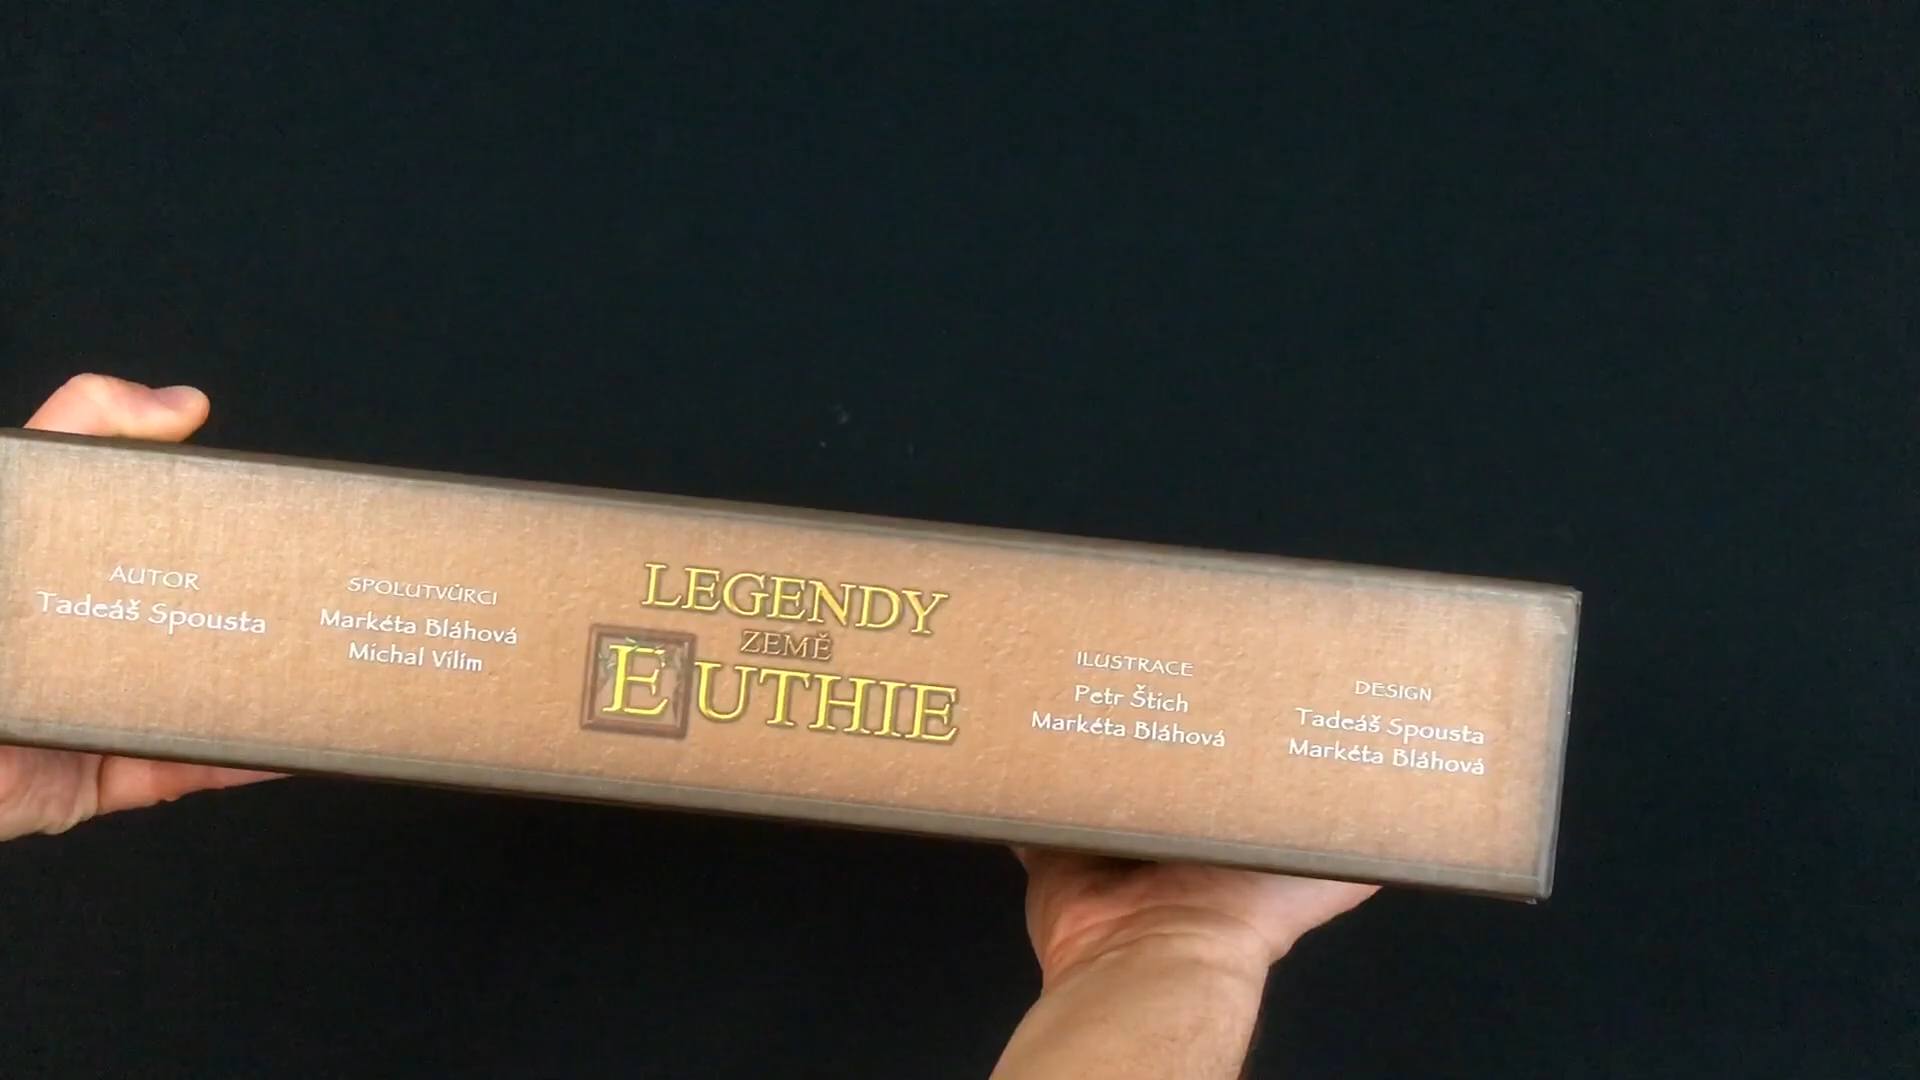 AUTOR
Tadeáš Spousta
SPOLUTVŮRCI
Markéta Bláhová
Michal Vilím
LEGENDY
ZEMĚ
EUTHIE
ILUSTRACE
Petr Štich
Markéta Bláhová
DESIGN
Tadeáš Spousta
Markéta Bláhová